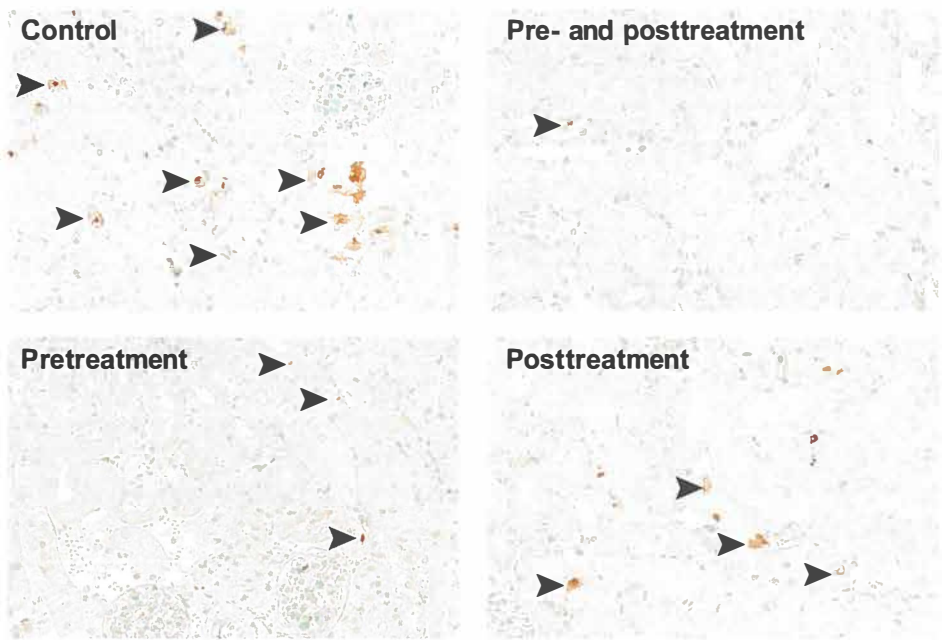 Control
Pre- and posttreatment
Pretreatment
Posttreatment